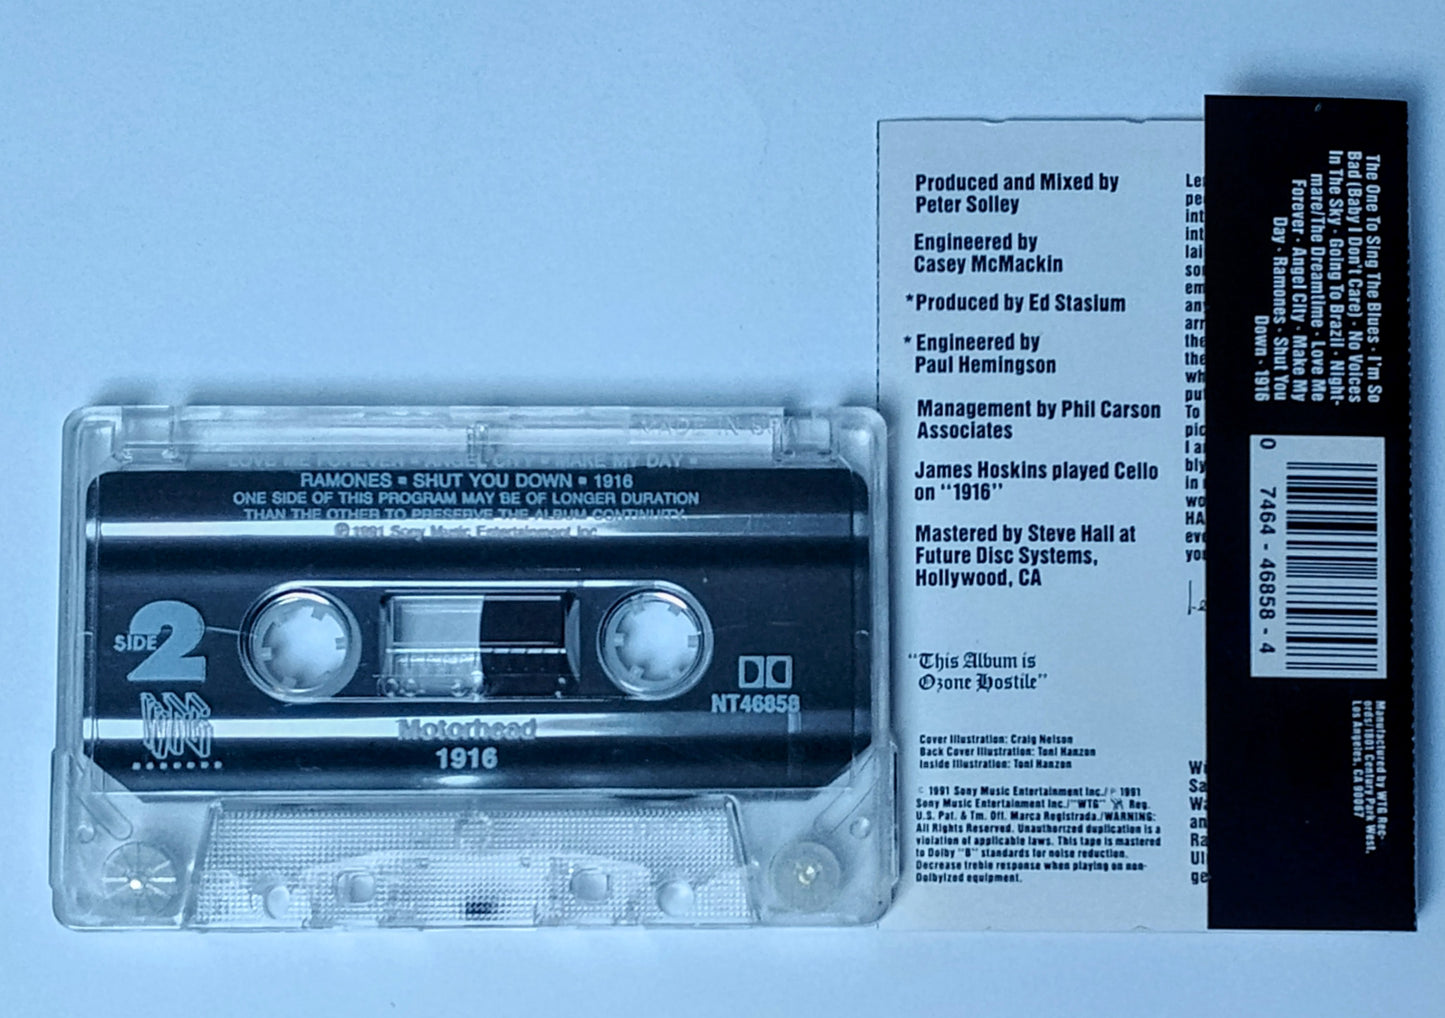 MADE IN
RAMONES ▪ SHUT YOU DOWN ▪ 1916
ONE SIDE OF THIS PROGRAM MAY BE OF LONGER DURATION
THAN THE OTHER TO PRESERVE THE ALBUM CONTINUITY.
℗ 1991 Sony Music Entertainment Inc.
SIDE 2
NT46858
Motorhead
1916
Produced and Mixed by
Peter Solley
Engineered by
Casey McMackin
*Produced by Ed Stasium
*Engineered by
Paul Hemingson
Management by Phil Carson
Associates
James Hoskins played Cello
on "1916"
Mastered by Steve Hall at
Future Disc Systems,
Hollywood, CA
"This Album is
Ozone Hostile"
Cover Illustration: Craig Nelson
Back Cover Illustration: Toni Hanzon
Inside Illustration: Toni Hanzon
© 1991 Sony Music Entertainment Inc./℗ 1991
Sony Music Entertainment Inc./"WTG" Reg.
U.S. Pat. & Tm. Off. Marca Registrada./WARNING:
All Rights Reserved. Unauthorized duplication is a
violation of applicable laws. This tape is mastered
to Dolby "B" standards for noise reduction.
Decrease treble response when playing on non-
Dolbyized equipment.
The One To Sing The Blues · I'm So
Bad (Baby I Don't Care) · No Voices
In The Sky · Going To Brazil · Night-
mare/The Dreamtime · Love Me
Forever · Angel City · Make My
Day · Ramones · Shut You
Down · 1916
0 7464-46858-4
Manufactured by WTG Rec-
ords/1801 Century Park West,
Los Angeles, CA 90067